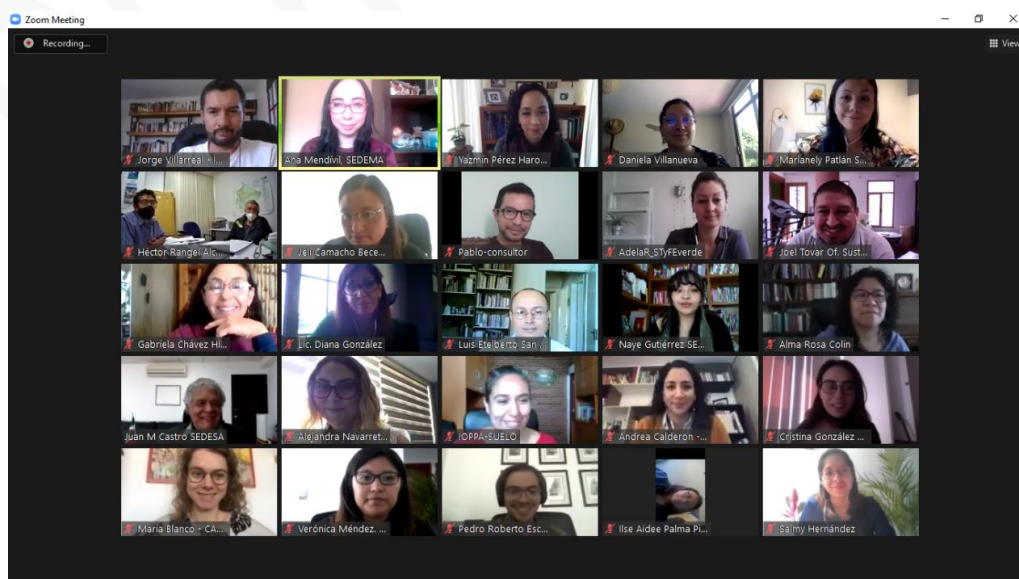 Zoom Meeting
Recording...
View
Jorge Villarreal - I...
Ana Mendívil, SEDEMA
Yazmin Pérez Haro...
Daniela Villanueva
Marianely Patlán S...
Héctor Rangel Alc...
Jeli Camacho Bece...
Pablo-consultor
AdelaR_STyFEverde
Joel Tovar Of. Sust...
Gabriela Chávez Hi...
Lic. Diana González
Luis Etelberto San
Naye Gutiérrez SE...
Alma Rosa Colin
Juan M Castro SEDESA
Alejandra Navarret...
IOPPA-SUELO
Andrea Calderon -...
Cristina González ...
Maria Blanco - CA...
Verónica Méndez. ...
Pedro Roberto Esc...
Ilse Aidee Palma Pi...
Saimy Hernández